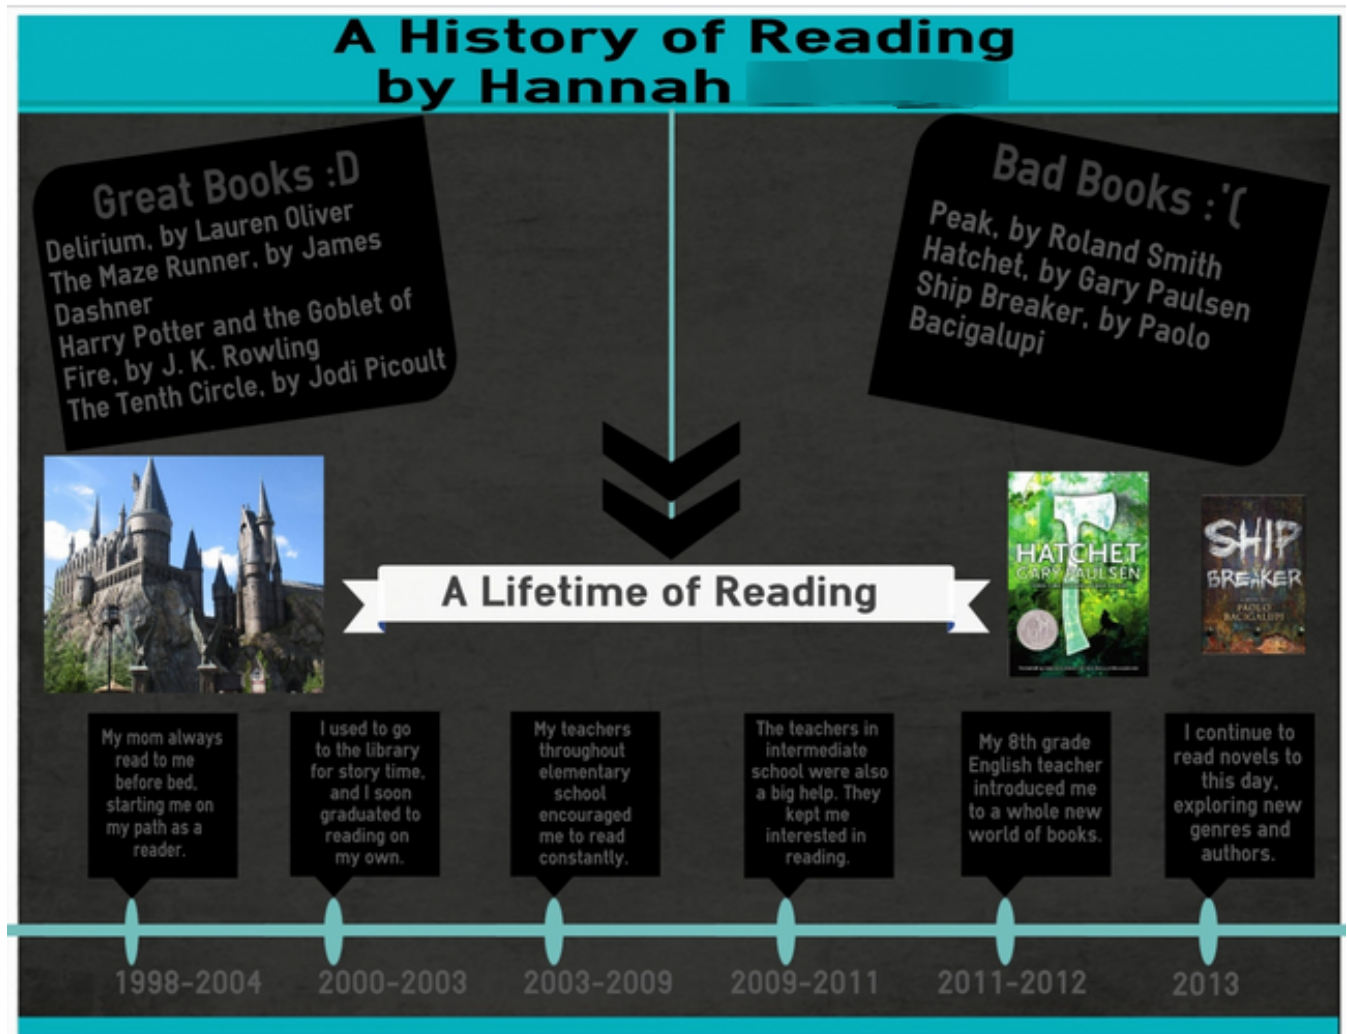 A History of Reading
by Hannah
Great Books :D
Delirium, by Lauren Oliver
The Maze Runner, by James
Dashner
Harry Potter and the Goblet of
Fire, by J. K. Rowling
The Tenth Circle, by Jodi Picoult
Bad Books :'(
Peak, by Roland Smith
Hatchet, by Gary Paulsen
Ship Breaker, by Paolo
Bacigalupi
HATCHET
GARY PAULSEN
SHIP
BREAKER
PAOLO
BACIGALUPI
A Lifetime of Reading
My mom always
read to me
before bed,
starting me on
my path as a
reader.
I used to go
to the library
for story time,
and I soon
graduated to
reading on
my own.
My teachers
throughout
elementary
school
encouraged
me to read
constantly.
The teachers in
intermediate
school were also
a big help. They
kept me
interested in
reading.
My 8th grade
English teacher
introduced me
to a whole new
world of books.
I continue to
read novels to
this day,
exploring new
genres and
authors.
1998-2004
2000-2003
2003-2009
2009-2011
2011-2012
2013